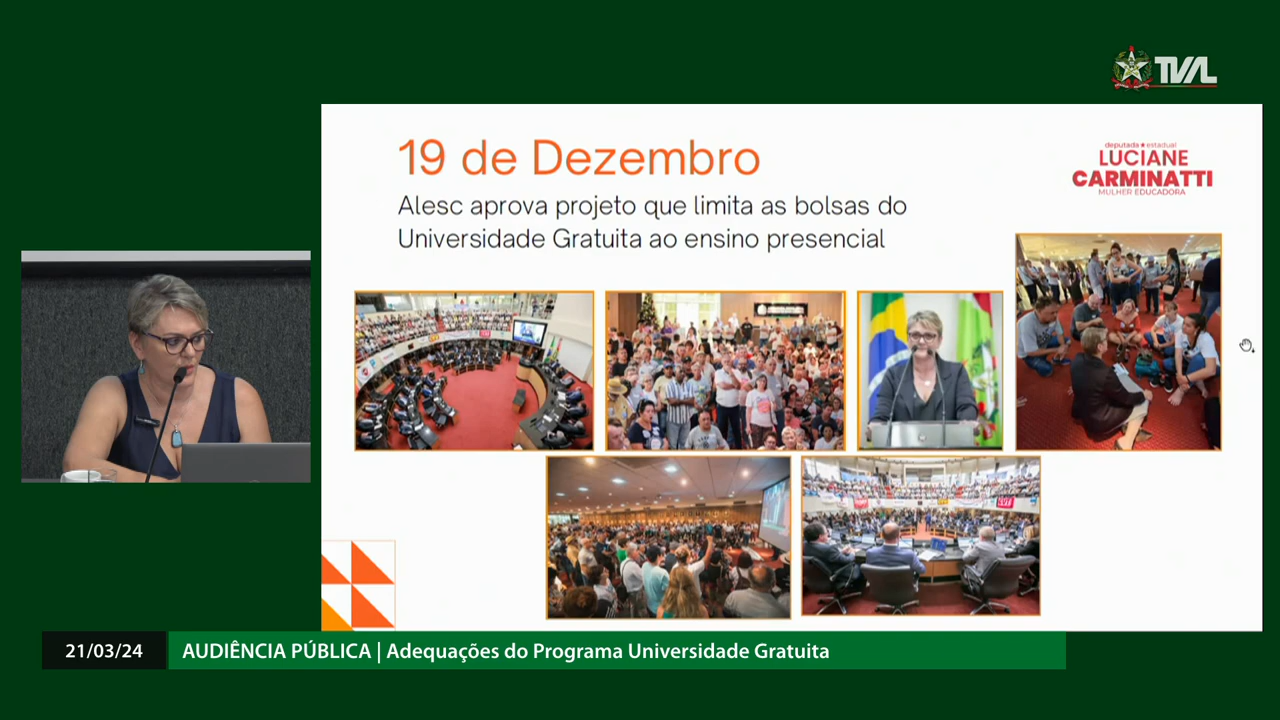 TVAL
19 de Dezembro
Alesc aprova projeto que limita as bolsas do
Universidade Gratuita ao ensino presencial
deputada★estadual
LUCIANE
CARMINATTI
MULHER EDUCADORA
21/03/24
AUDIÊNCIA PÚBLICA | Adequações do Programa Universidade Gratuita